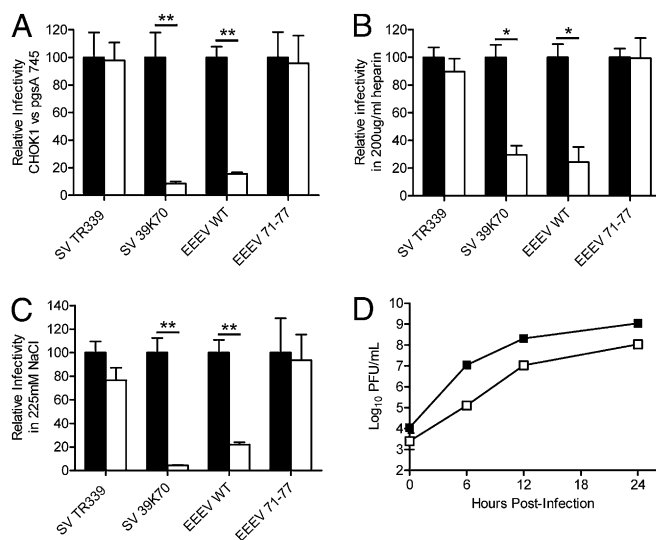 A
Relative Infectivity
CHOK1 vs pgsA 745
120
100
80
60
40
20
0
**
**
SV TR339
SV 39K70
EEEV WT
EEEV 71-77
B
Relative Infectivity
in 200ug/ml heparin
120
100
80
60
40
20
0
*
*
SV TR339
SV 39K70
EEEV WT
EEEV 71-77
C
Relative Infectivity
in 225mM NaCl
140
120
100
80
60
40
20
0
**
**
SV TR339
SV 39K70
EEEV WT
EEEV 71-77
D
Log10 PFU/mL
10
9
8
7
6
5
4
3
2
0
6
12
18
24
Hours Post-Infection